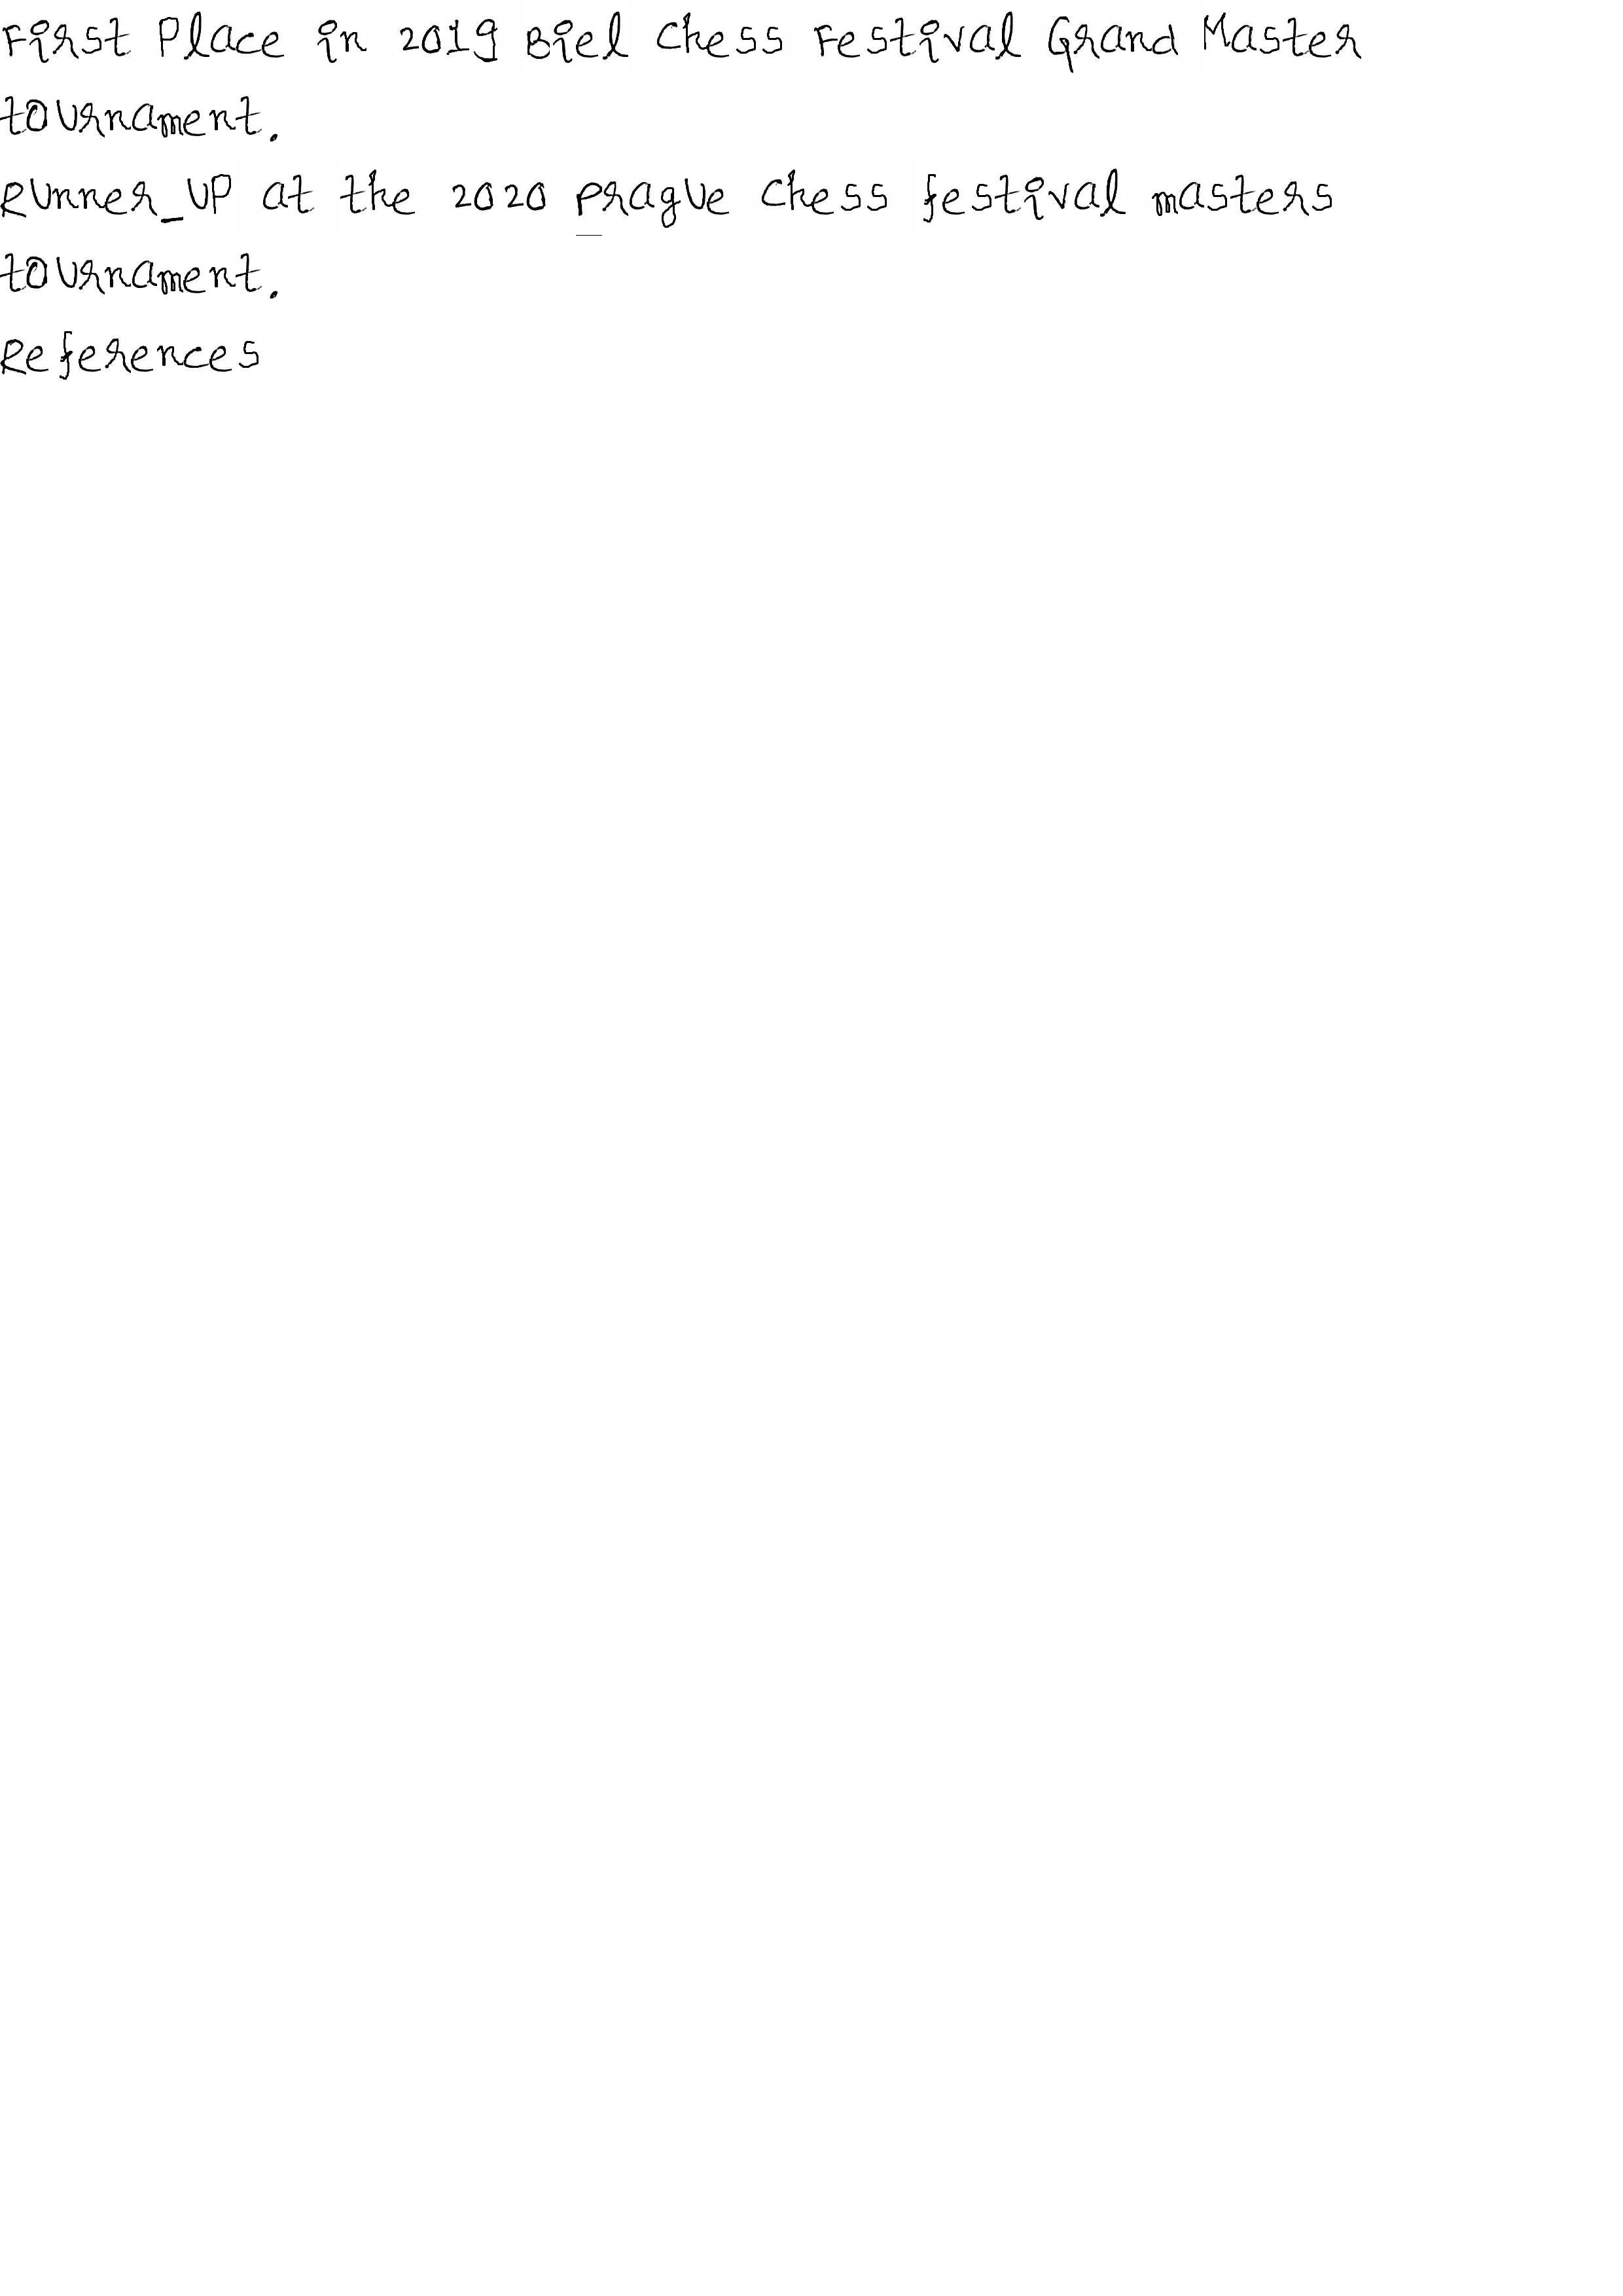 First Place in 2019 Biel Chess Festival Grand Master
tournament.
Runner_UP at the 2020 Prague Chess festival masters
tournament.
References